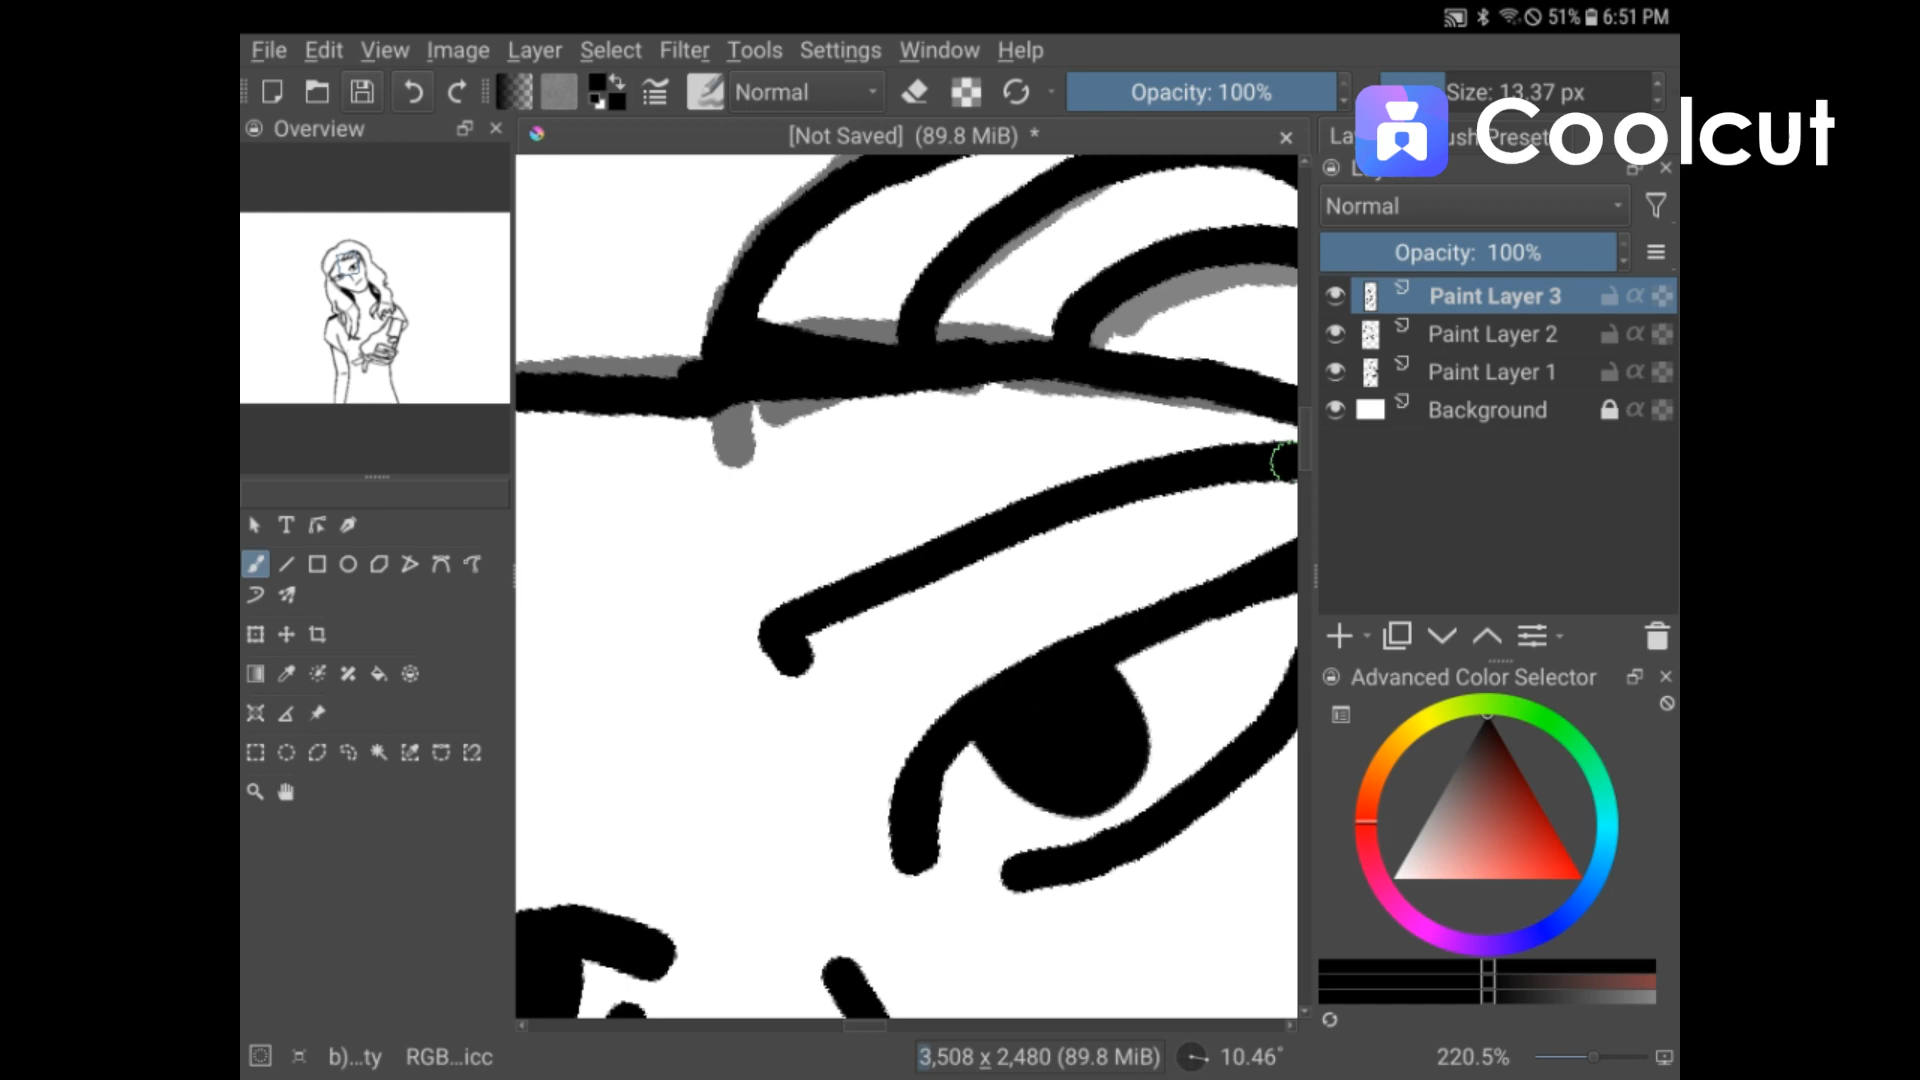 51% 6:51 PM
File Edit View Image Layer Select Filter Tools Settings Window Help
Normal
Opacity: 100%
Size: 13.37 px
Coolcut
Overview
[Not Saved] (89.8 MiB) *
Normal
Opacity: 100%
Paint Layer 3
Paint Layer 2
Paint Layer 1
Background
Advanced Color Selector
b)...ty RGB...icc
3,508 x 2,480 (89.8 MiB)
10.46°
220.5%